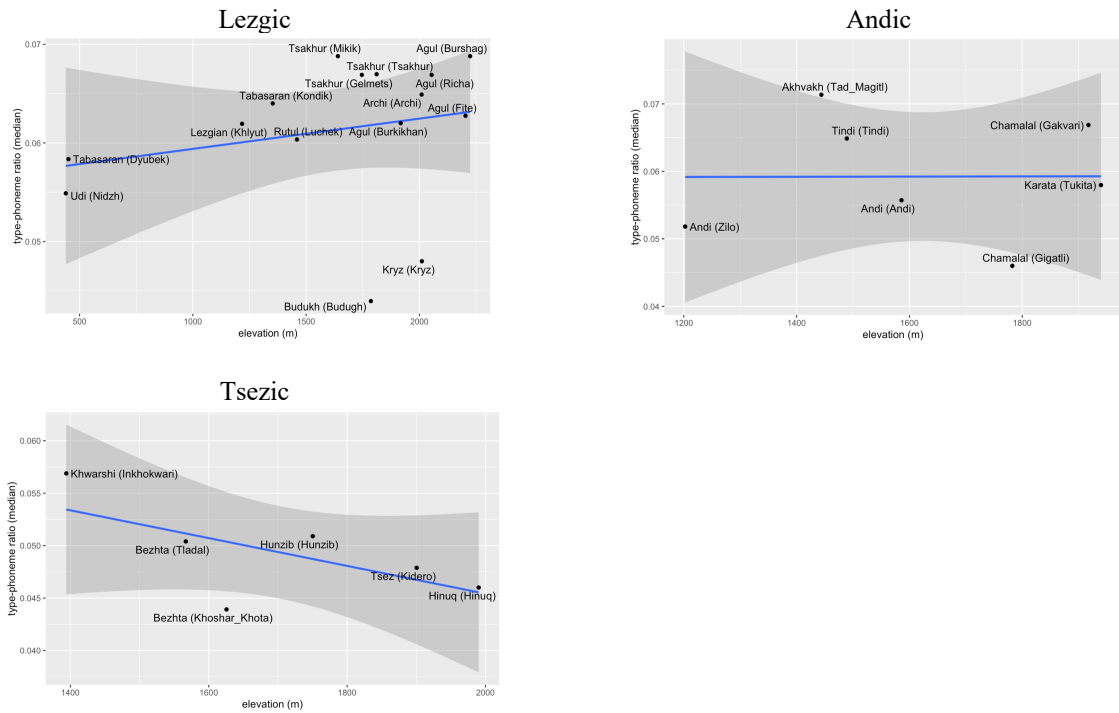 Lezgic
type-phoneme ratio (median)
0.07
0.06
0.05
Tsakhur (Mikik)
Agul (Burshag)
Tsakhur (Tsakhur)
Tsakhur (Gelmets)
Agul (Richa)
Tabasaran (Kondik)
Archi (Archi)
Agul (Fite)
Lezgian (Khlyut)
Rutul (Luchek)
Agul (Burkikhan)
Tabasaran (Dyubek)
Udi (Nidzh)
Kryz (Kryz)
Budukh (Budugh)
500
1000
1500
2000
elevation (m)
Andic
type-phoneme ratio (median)
0.07
0.06
0.05
0.04
Akhvakh (Tad_Magitl)
Tindi (Tindi)
Chamalal (Gakvari)
Karata (Tukita)
Andi (Andi)
Andi (Zilo)
Chamalal (Gigatli)
1200
1400
1600
1800
elevation (m)
Tsezic
type-phoneme ratio (median)
0.060
0.055
0.050
0.045
0.040
Khwarshi (Inkhokwari)
Bezhta (Tladal)
Hunzib (Hunzib)
Tsez (Kidero)
Hinuq (Hinuq)
Bezhta (Khoshar_Khota)
1400
1600
1800
2000
elevation (m)